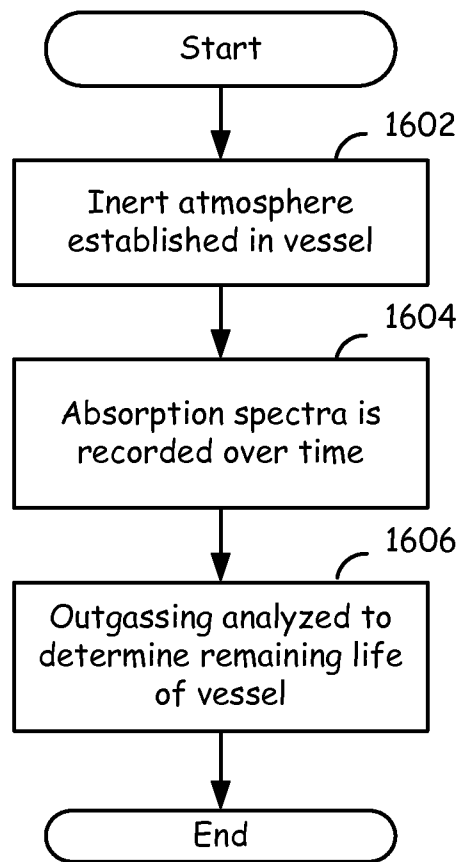 Start
1602
Inert atmosphere
established in vessel
1604
Absorption spectra is
recorded over time
1606
Outgassing analyzed to
determine remaining life
of vessel
End